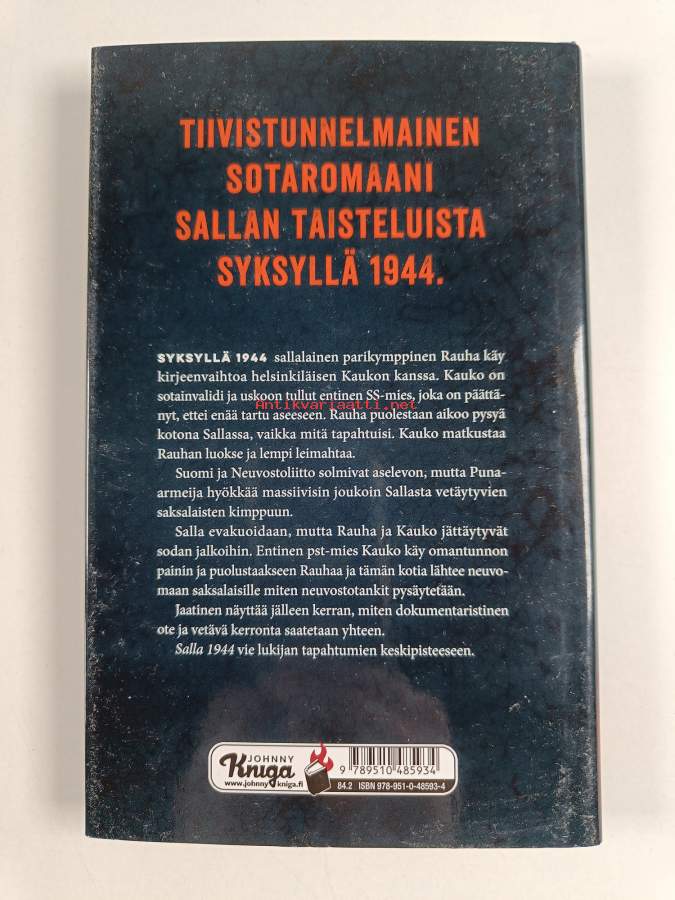 TIIVISTUNNELMAINEN
SOTAROMAANI
SALLAN TAISTELUISTA
SYKSYLLÄ 1944.
SYKSYLLÄ 1944 sallalainen parikymppinen Rauha käy
kirjeenvaihtoa helsinkiläisen Kaukon kanssa. Kauko on
sotainvalidi ja uskoon tullut entinen SS-mies, joka on päättä-
nyt, ettei enää tartu aseeseen. Rauha puolestaan aikoo pysyä
kotona Sallassa, vaikka mitä tapahtuisi. Kauko matkustaa
Rauhan luokse ja lempi leimahtaa.
Suomi ja Neuvostoliitto solmivat aselevon, mutta Puna-
armeija hyökkää massiivisin joukoin Sallasta vetäytyvien
saksalaisten kimppuun.
Salla evakuoidaan, mutta Rauha ja Kauko jättäytyvät
sodan jalkoihin. Entinen pst-mies Kauko käy omantunnon
painin ja puolustaakseen Rauhaa ja tämän kotia lähtee neuvo-
maan saksalaisille miten neuvostotankit pysäytetään.
Jaatinen näyttää jälleen kerran, miten dokumentaristinen
ote ja vetävä kerronta saatetaan yhteen.
Salla 1944 vie lukijan tapahtumien keskipisteeseen.
Antikvariaatti.net
JOHNNY
Kniga
www.johnnykniga.fi
9 789510 485934
84.2 ISBN 978-951-0-48593-4